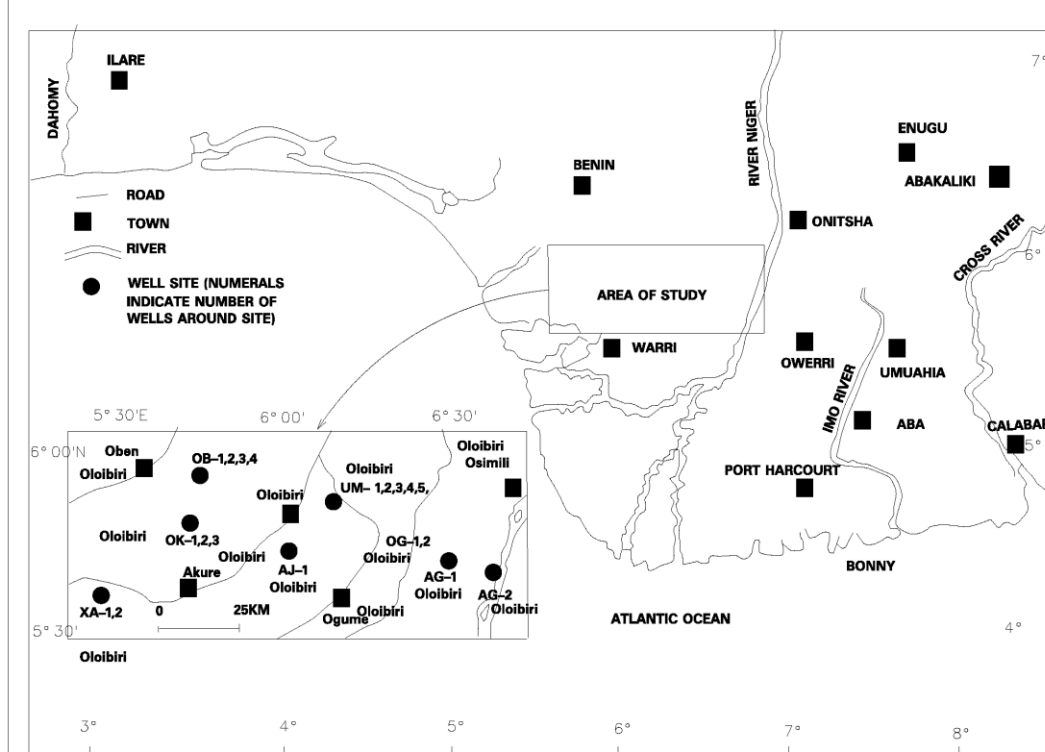 ILARE
DAHOMY
7°
RIVER NIGER
ENUGU
BENIN
ABAKALIKI
ROAD
TOWN
ONITSHA
RIVER
CROSS RIVER
6°
WELL SITE (NUMERALS
INDICATE NUMBER OF
WELLS AROUND SITE)
AREA OF STUDY
WARRI
OWERRI
UMUAHIA
IMO RIVER
ABA
CALABAR
5°
PORT HARCOURT
BONNY
ATLANTIC OCEAN
4°
5° 30'E
6° 00'
6° 30'
6° 00'N
Oben
Oloibiri
OB–1,2,3,4
Oloibiri
UM– 1,2,3,4,5,
Oloibiri
Osimili
Oloibiri
Oloibiri
OK–1,2,3
Oloibiri
OG–1,2
Oloibiri
Akure
AJ–1
Oloibiri
AG–1
Oloibiri
AG–2
Oloibiri
XA–1,2
0
25KM
Ogume
Oloibiri
5° 30'
Oloibiri
3°
4°
5°
6°
7°
8°